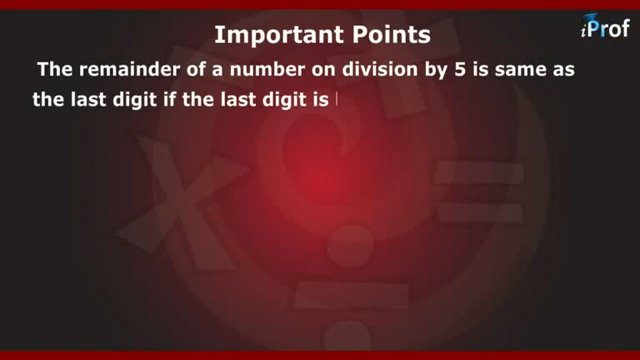 Important Points
iProf
The remainder of a number on division by 5 is same as
the last digit if the last digit is